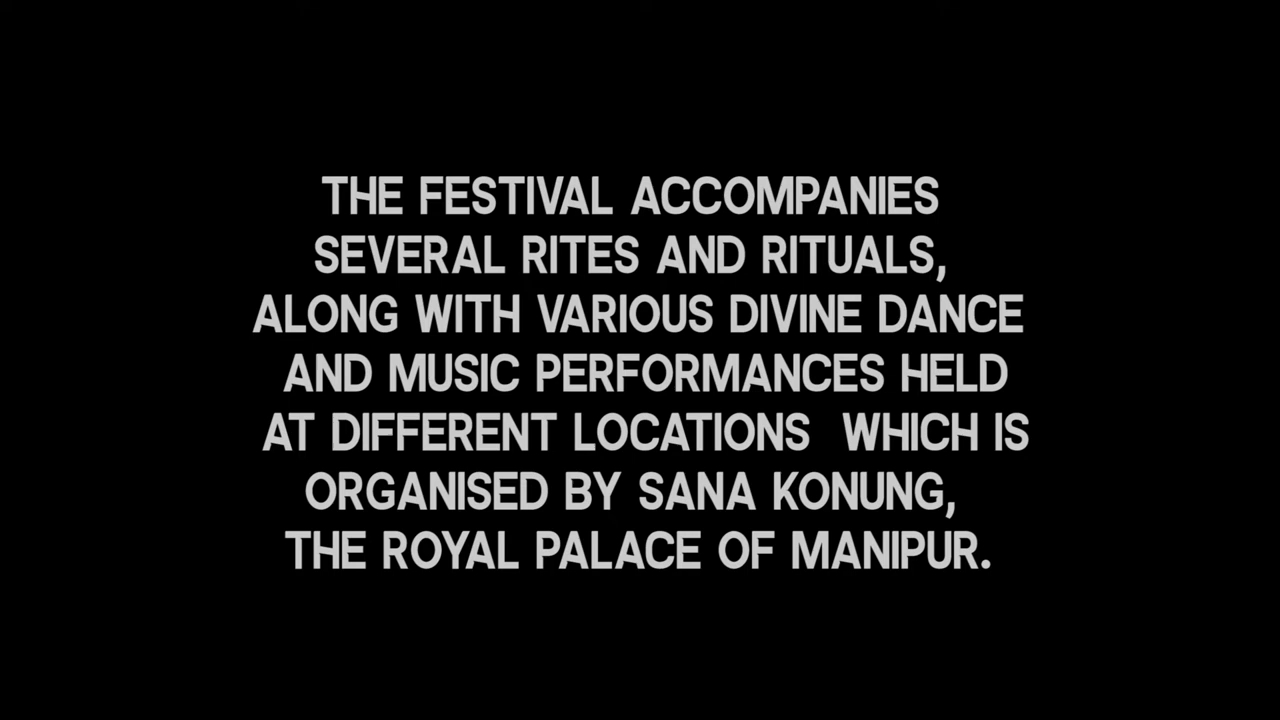 THE FESTIVAL ACCOMPANIES
SEVERAL RITES AND RITUALS,
ALONG WITH VARIOUS DIVINE DANCE
AND MUSIC PERFORMANCES HELD
AT DIFFERENT LOCATIONS  WHICH IS
ORGANISED BY SANA KONUNG,
THE ROYAL PALACE OF MANIPUR.